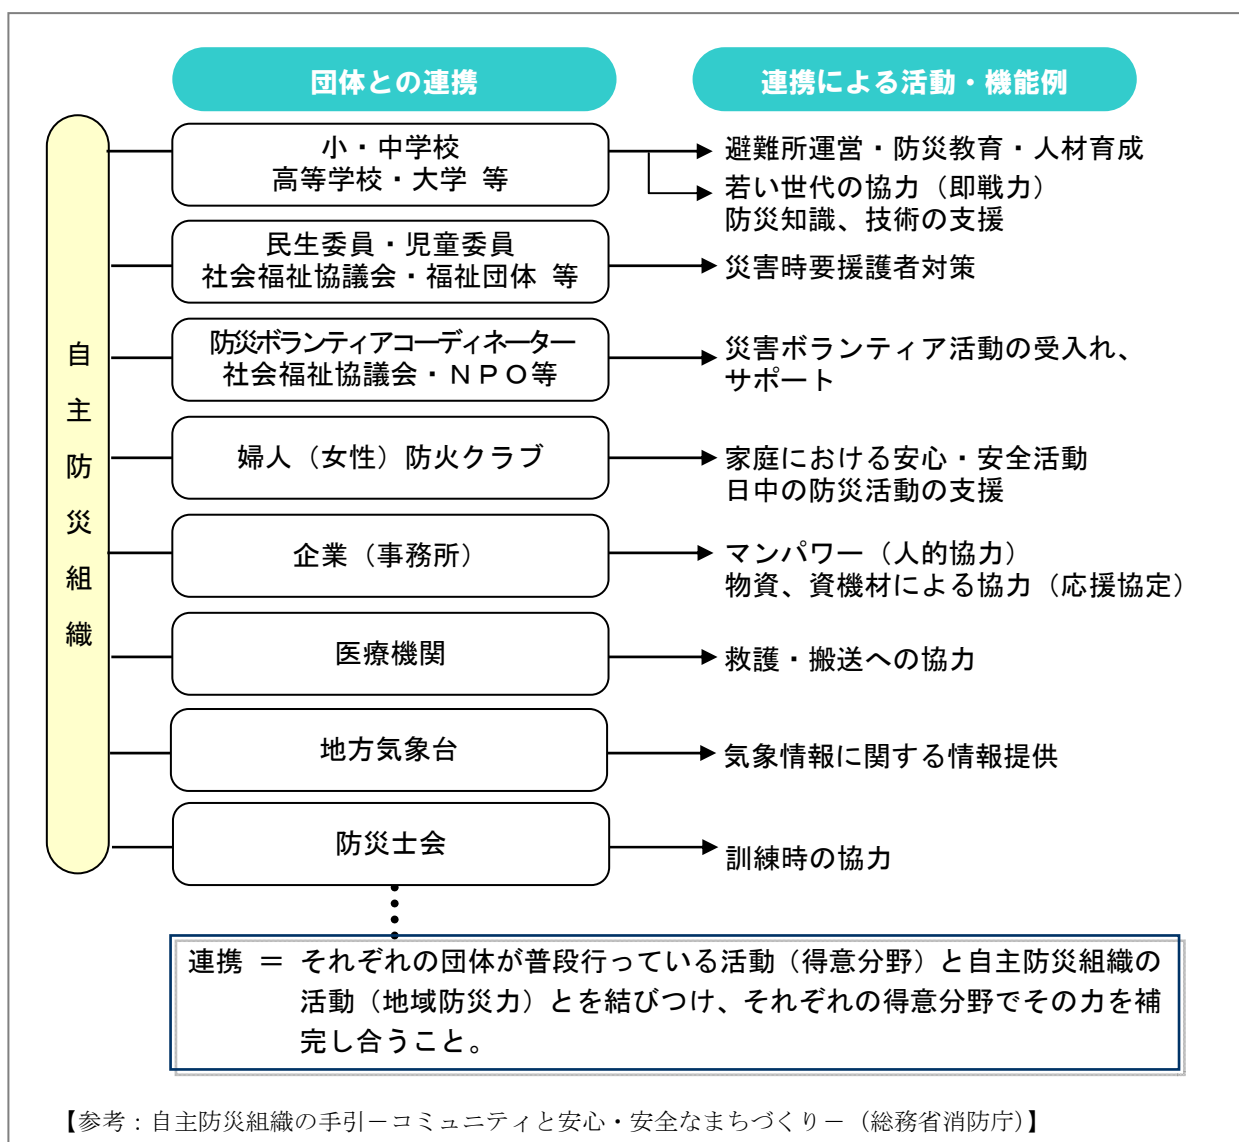 団体との連携
連携による活動・機能例
自主防災組織
小・中学校
高等学校・大学 等
避難所運営・防災教育・人材育成
若い世代の協力（即戦力）
防災知識、技術の支援
民生委員・児童委員
社会福祉協議会・福祉団体 等
災害時要援護者対策
防災ボランティアコーディネーター
社会福祉協議会・ＮＰＯ等
災害ボランティア活動の受入れ、
サポート
婦人（女性）防火クラブ
家庭における安心・安全活動
日中の防災活動の支援
企業（事務所）
マンパワー（人的協力）
物資、資機材による協力（応援協定）
医療機関
救護・搬送への協力
地方気象台
気象情報に関する情報提供
防災士会
訓練時の協力
連携 ＝ それぞれの団体が普段行っている活動（得意分野）と自主防災組織の
活動（地域防災力）とを結びつけ、それぞれの得意分野でその力を補
完し合うこと。
【参考：自主防災組織の手引－コミュニティと安心・安全なまちづくり－（総務省消防庁）】